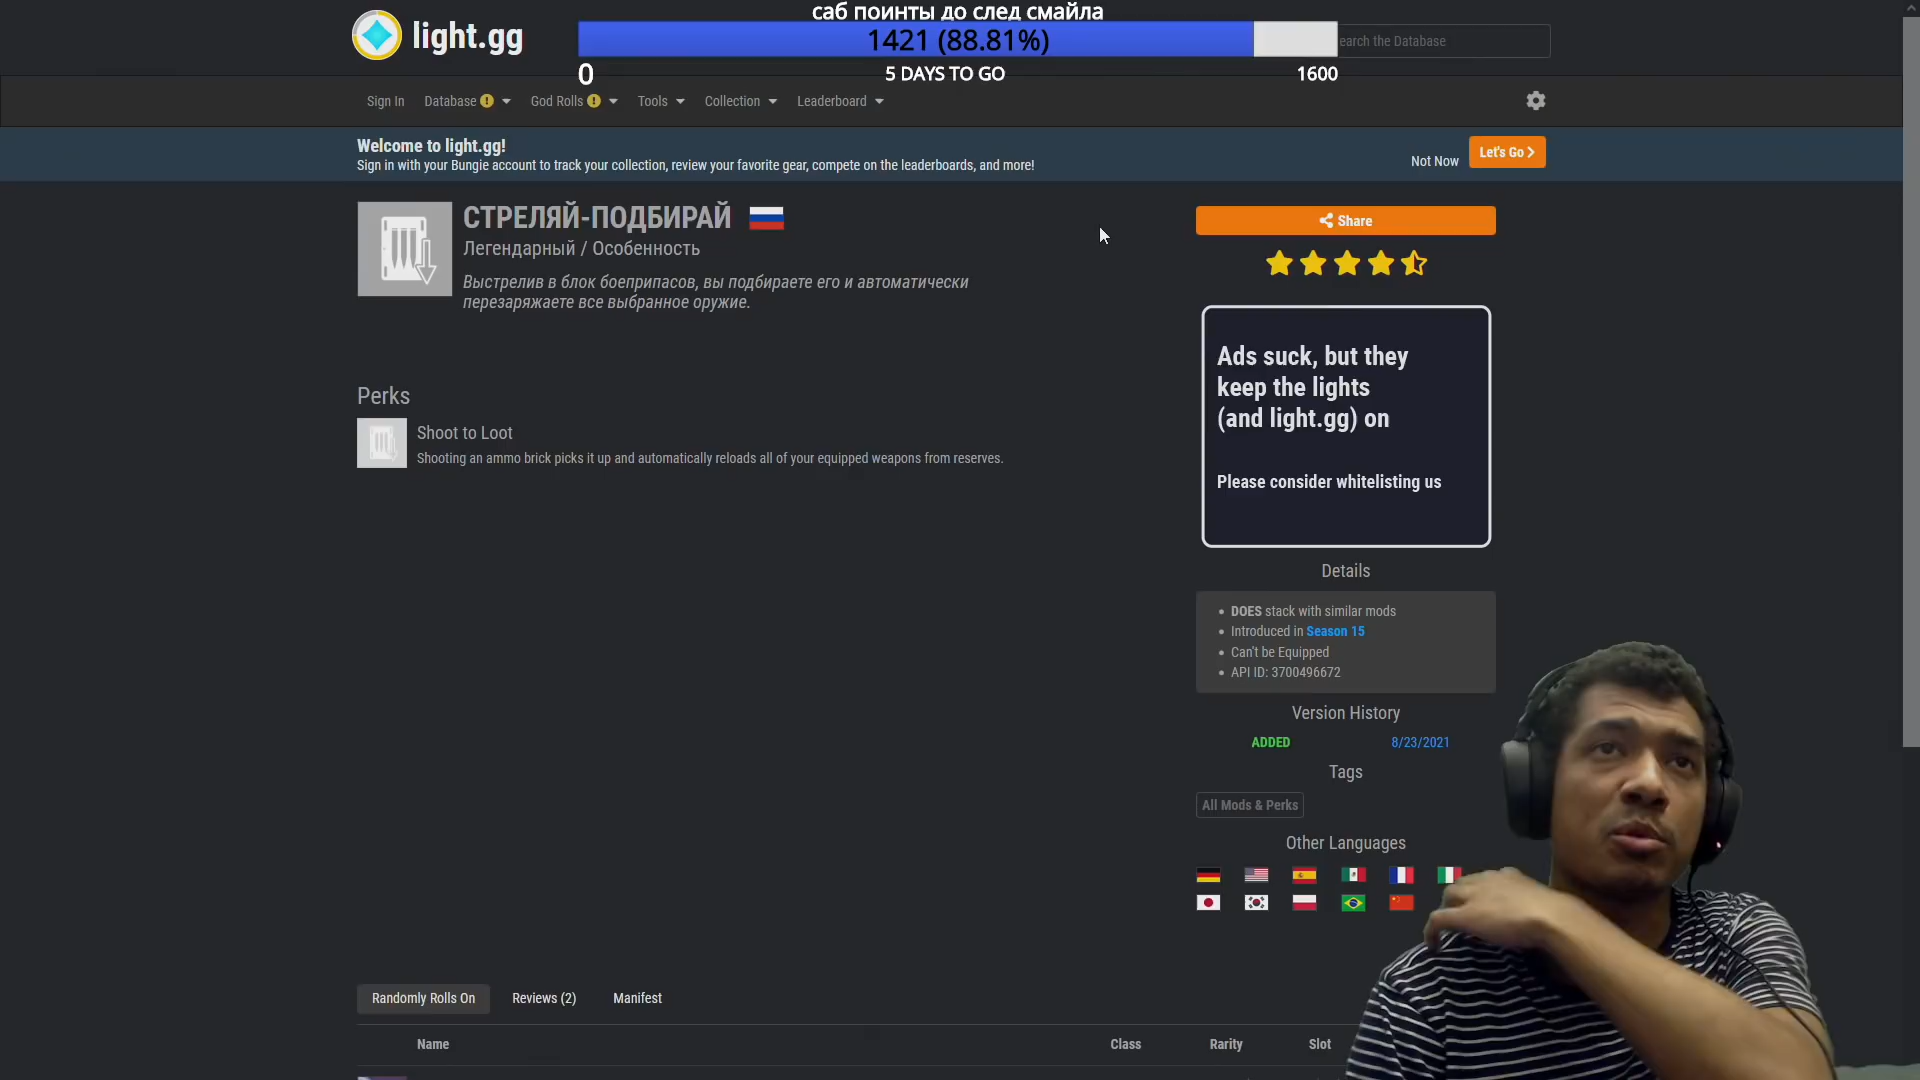 саб поинты до след смайла
1421 (88.81%)
0
5 DAYS TO GO
1600
light.gg
earch the Database
Sign In
Database
God Rolls
Tools
Collection
Leaderboard
Welcome to light.gg!
Sign in with your Bungie account to track your collection, review your favorite gear, compete on the leaderboards, and more!
Not Now
Let's Go
СТРЕЛЯЙ-ПОДБИРАЙ
Легендарный / Особенность
Выстрелив в блок боеприпасов, вы подбираете его и автоматически
перезаряжаете все выбранное оружие.
Perks
Shoot to Loot
Shooting an ammo brick picks it up and automatically reloads all of your equipped weapons from reserves.
Share
Ads suck, but they
keep the lights
(and light.gg) on
Please consider whitelisting us
Details
DOES stack with similar mods
Introduced in Season 15
Can't be Equipped
API ID: 3700496672
Version History
ADDED 8/23/2021
Tags
All Mods & Perks
Other Languages
Randomly Rolls On
Reviews (2)
Manifest
Name
Class
Rarity
Slot